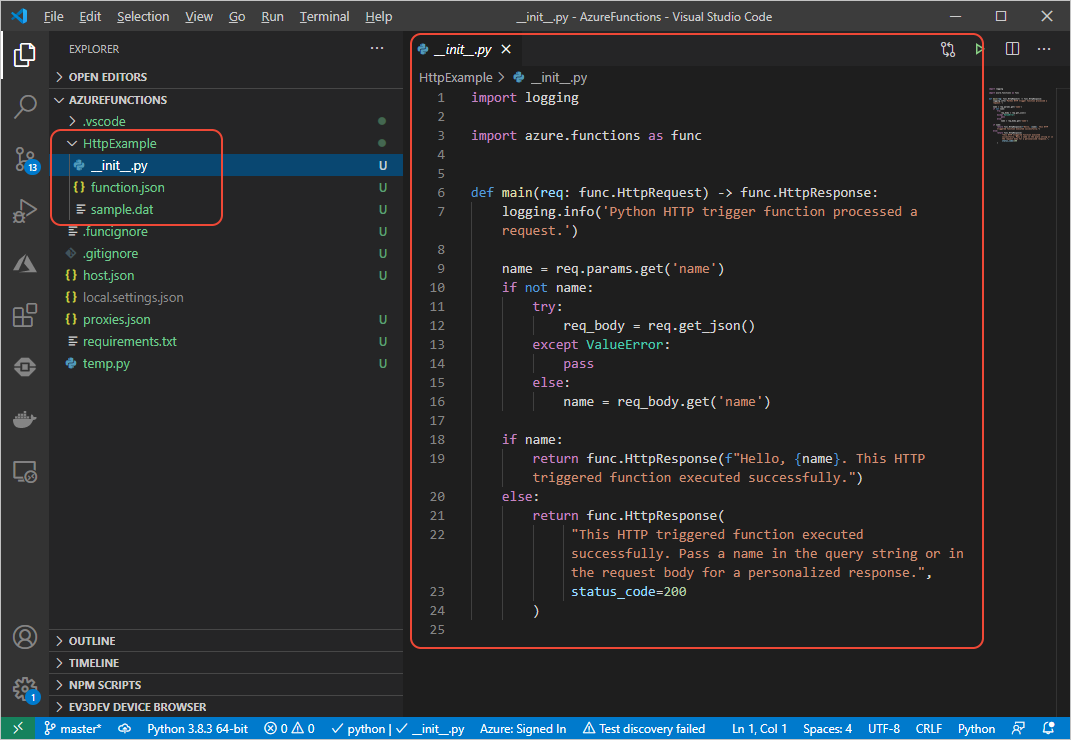 File Edit Selection View Go Run Terminal Help __init__.py - AzureFunctions - Visual Studio Code
EXPLORER
OPEN EDITORS
AZUREFUNCTIONS
.vscode
HttpExample
__init__.py U
{} function.json U
sample.dat U
.funcignore U
.gitignore U
{} host.json U
{} local.settings.json
{} proxies.json U
requirements.txt U
temp.py U
OUTLINE
TIMELINE
NPM SCRIPTS
EV3DEV DEVICE BROWSER
13
1
__init__.py
HttpExample > __init__.py
1 import logging
2
3 import azure.functions as func
4
5
6 def main(req: func.HttpRequest) -> func.HttpResponse:
7 logging.info('Python HTTP trigger function processed a
request.')
8
9 name = req.params.get('name')
10 if not name:
11 try:
12 req_body = req.get_json()
13 except ValueError:
14 pass
15 else:
16 name = req_body.get('name')
17
18 if name:
19 return func.HttpResponse(f"Hello, {name}. This HTTP
triggered function executed successfully.")
20 else:
21 return func.HttpResponse(
22 "This HTTP triggered function executed
successfully. Pass a name in the query string or in
the request body for a personalized response.",
23 status_code=200
24 )
25
master* Python 3.8.3 64-bit 0 0 python | __init__.py Azure: Signed In Test discovery failed Ln 1, Col 1 Spaces: 4 UTF-8 CRLF Python